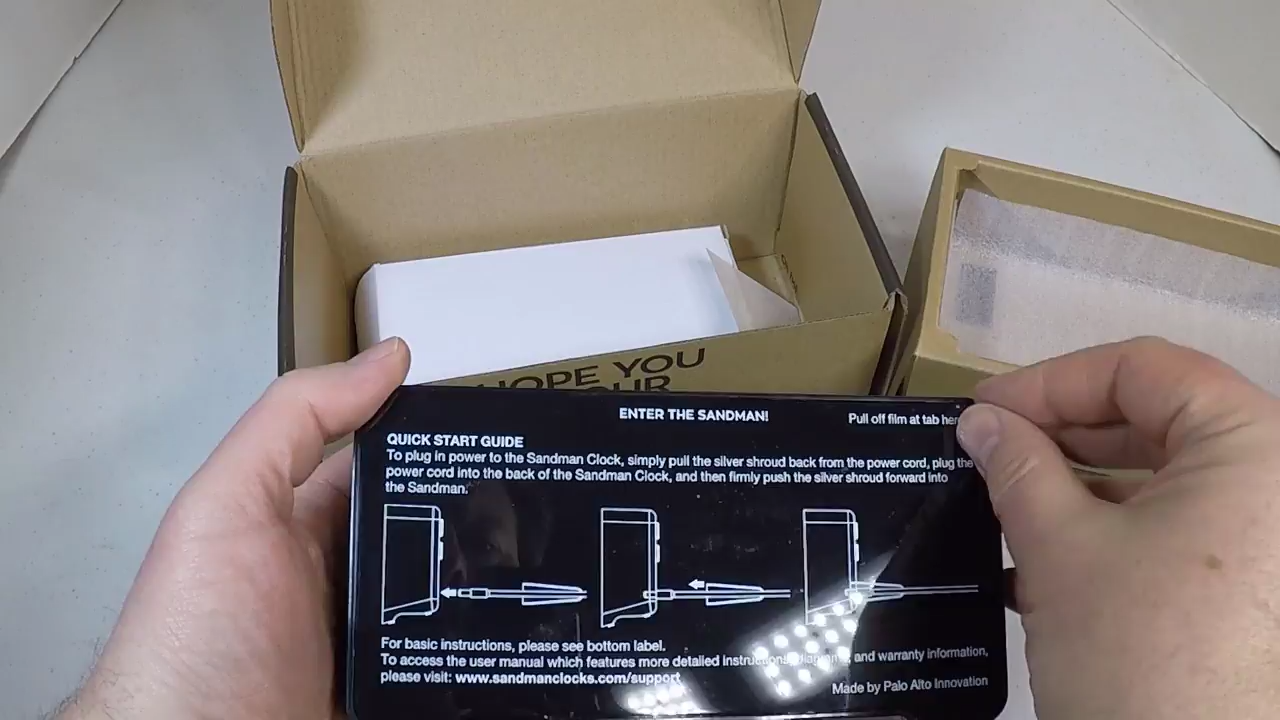 HOPE YOU
OUR
ENTER THE SANDMAN!
Pull off film at tab her
QUICK START GUIDE
To plug in power to the Sandman Clock, simply pull the silver shroud back from the power cord, plug the
power cord into the back of the Sandman Clock, and then firmly push the silver shroud forward into
the Sandman.
For basic instructions, please see bottom label.
To access the user manual which features more detailed instructions, diagrams, and warranty information,
please visit: www.sandmanclocks.com/support
Made by Palo Alto Innovation